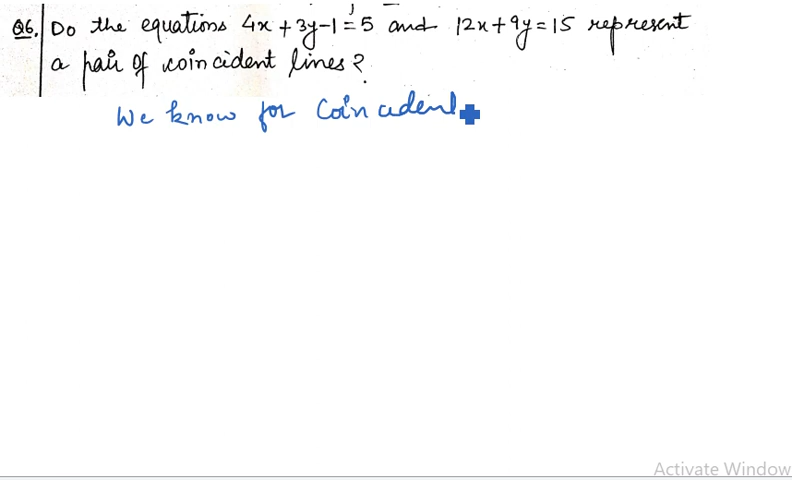 Q6. Do the equations 4x + 3y - 1 = 5 and 12x + 9y = 15 represent
a pair of coincident lines?
We know for Coincident
Activate Window